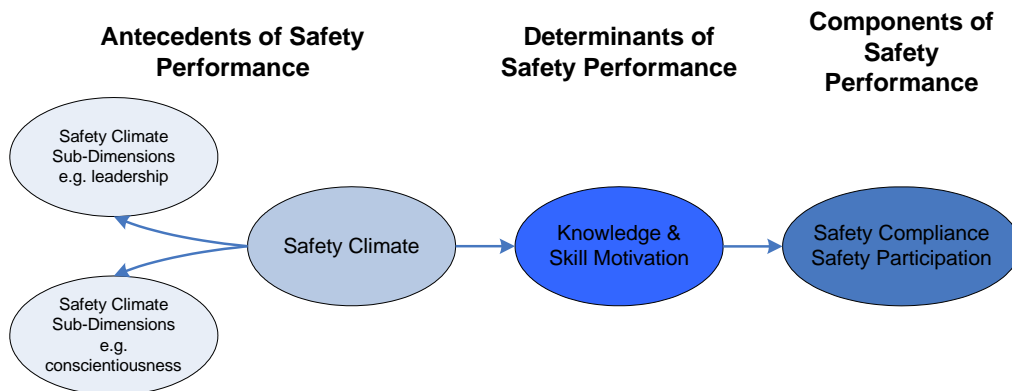 Antecedents of Safety
Performance
Determinants of
Safety Performance
Components of
Safety
Performance
Safety Climate
Sub-Dimensions
e.g. leadership
Safety Climate
Knowledge &
Skill Motivation
Safety Compliance
Safety Participation
Safety Climate
Sub-Dimensions
e.g.
conscientiousness